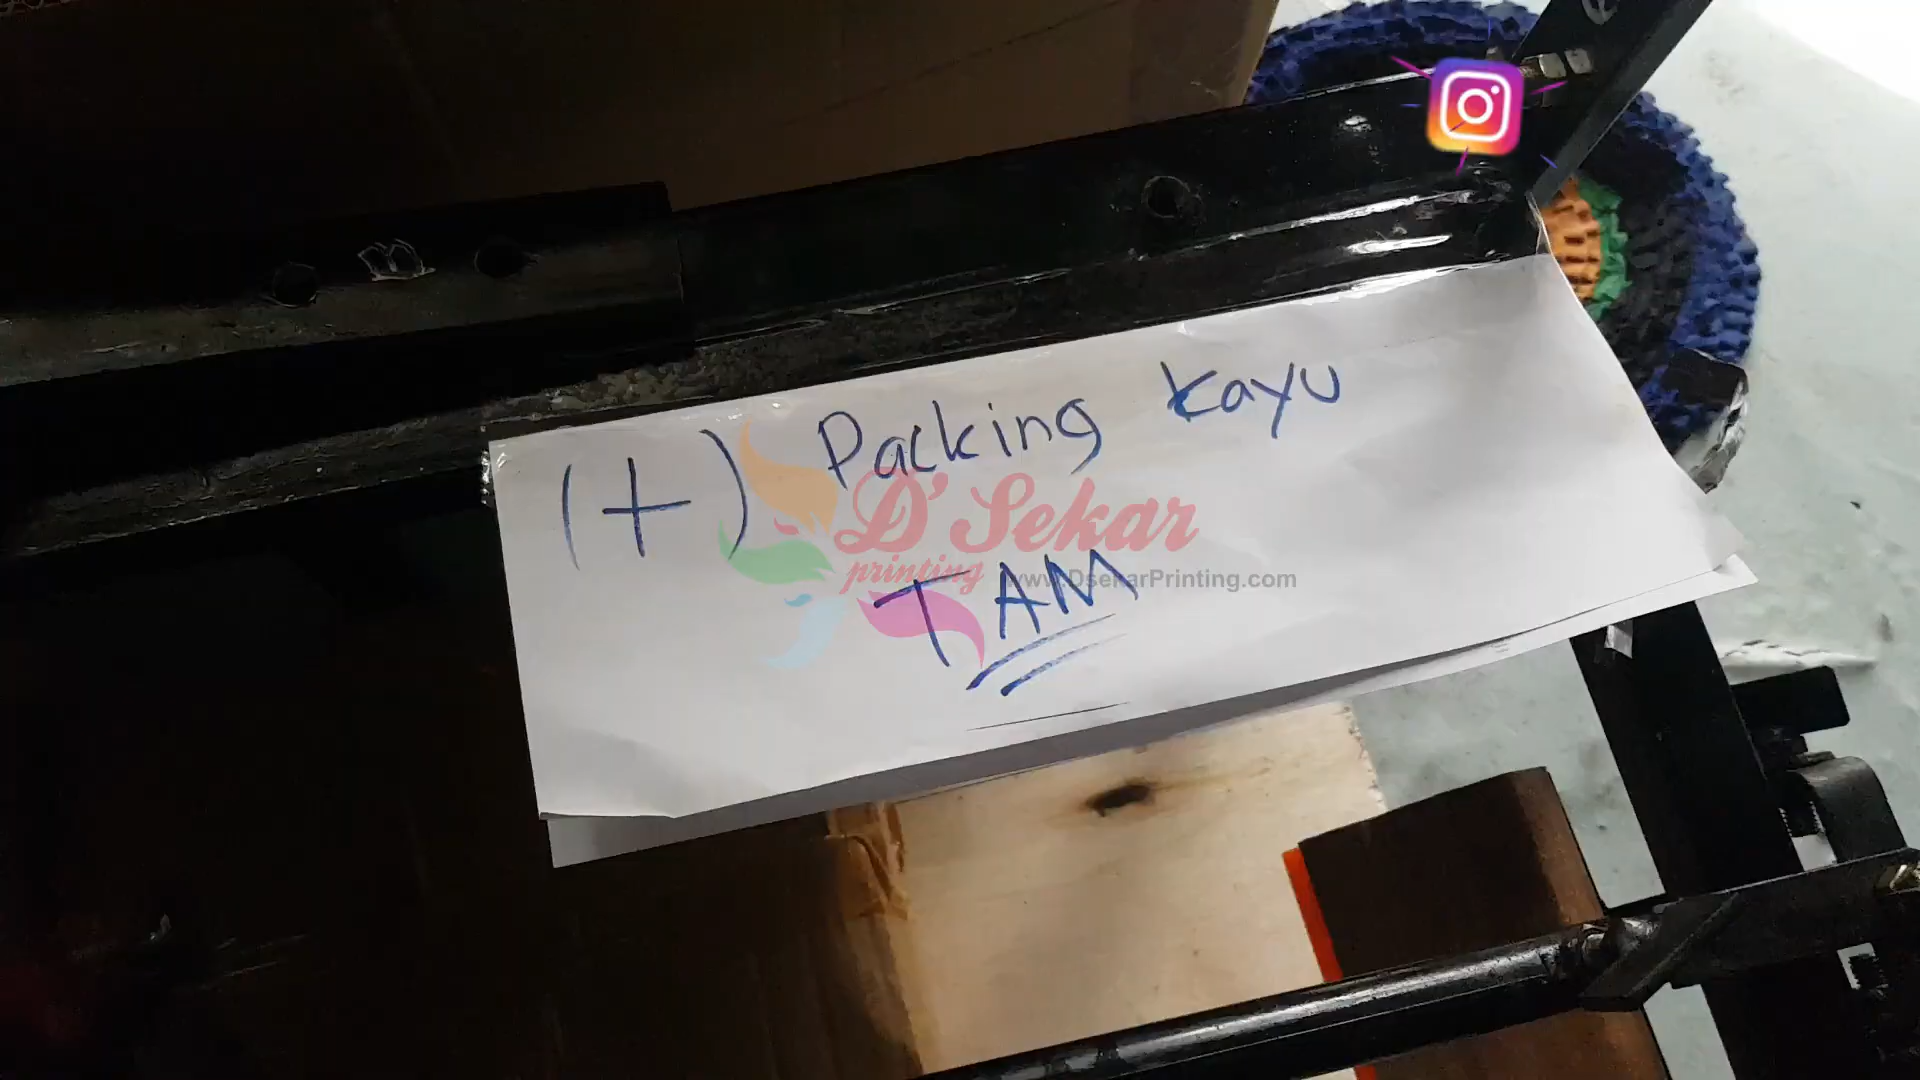 (+) Packing Kayu
TAM
D' Sekar
printing
www.DsekarPrinting.com
B